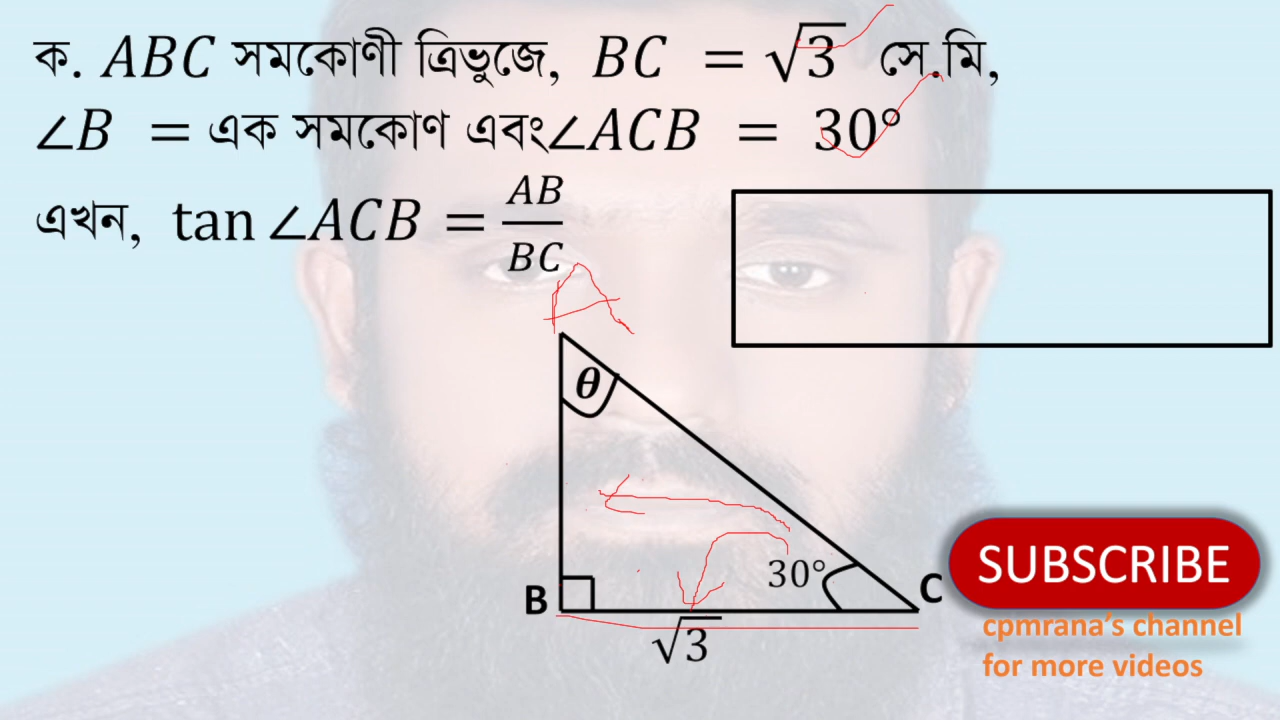 ক. ABC সমকোণী ত্রিভুজে, BC = √3 সে.মি,
∠B = এক সমকোণ এবং∠ACB = 30°
এখন, tan ∠ACB = AB/BC
A
θ
30°
B
C
√3
SUBSCRIBE
cpmrana's channel
for more videos